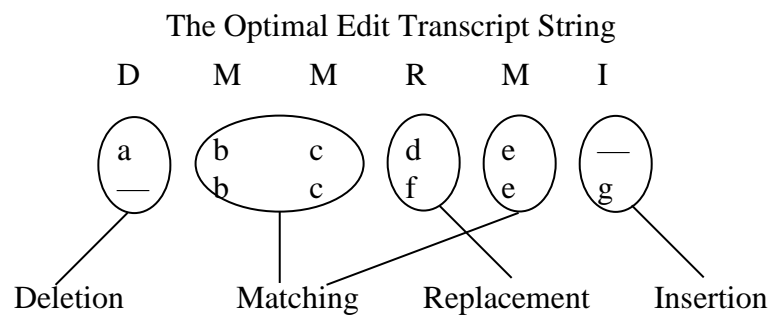 The Optimal Edit Transcript String
D M M R M I
a b c d e —
— b c f e g
Deletion Matching Replacement Insertion